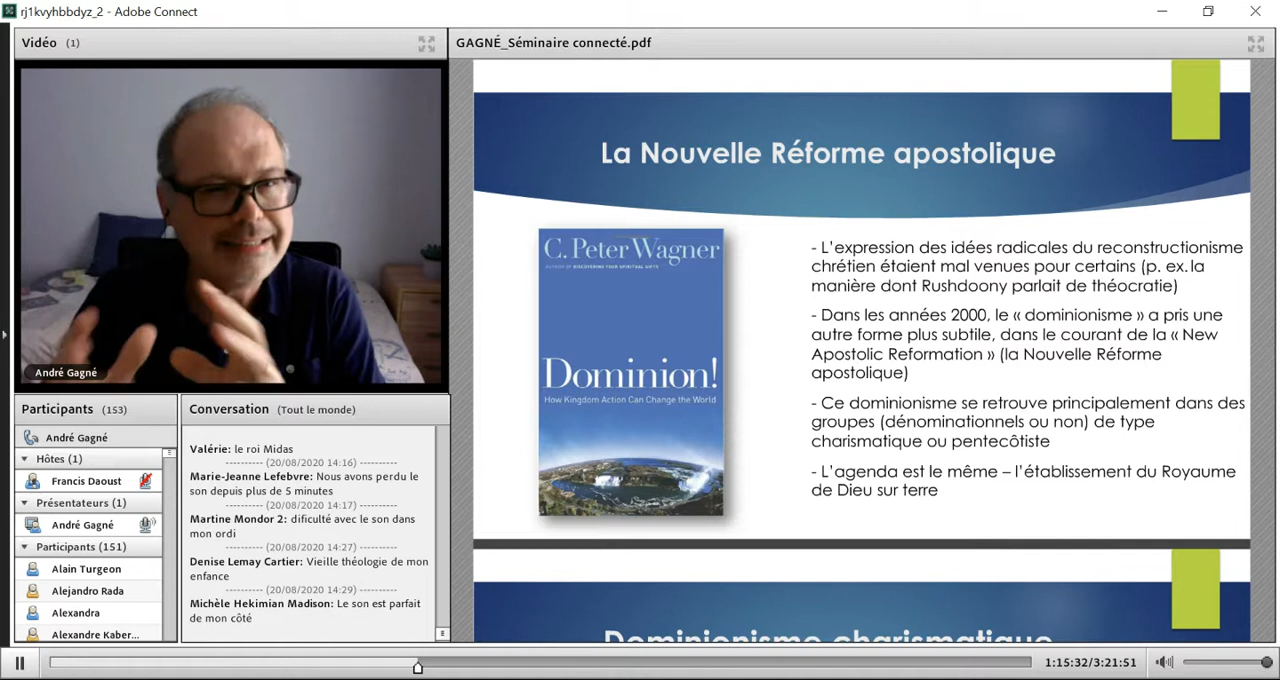 rj1kvyhbbdyz_2 - Adobe Connect
Vidéo (1)
André Gagné
Participants (153)
André Gagné
Hôtes (1)
Francis Daoust
Présentateurs (1)
André Gagné
Participants (151)
Alain Turgeon
Alejandro Rada
Alexandra
Alexandre Kaber...
Conversation (Tout le monde)
Valérie: le roi Midas
---------- (20/08/2020 14:16) ----------
Marie-Jeanne Lefebvre: Nous avons perdu le
son depuis plus de 5 minutes
---------- (20/08/2020 14:17) ----------
Martine Mondor 2: dificulté avec le son dans
mon ordi
---------- (20/08/2020 14:27) ----------
Denise Lemay Cartier: Vieille théologie de mon
enfance
---------- (20/08/2020 14:29) ----------
Michèle Hekimian Madison: Le son est parfait
de mon côté
GAGNÉ_Séminaire connecté.pdf
La Nouvelle Réforme apostolique
C. Peter Wagner
AUTHOR OF DISCOVERING YOUR SPIRITUAL GIFTS
Dominion!
How Kingdom Action Can Change the World
- L'expression des idées radicales du reconstructionisme
chrétien étaient mal venues pour certains (p. ex. la
manière dont Rushdoony parlait de théocratie)
- Dans les années 2000, le « dominionisme » a pris une
autre forme plus subtile, dans le courant de la « New
Apostolic Reformation » (la Nouvelle Réforme
apostolique)
- Ce dominionisme se retrouve principalement dans des
groupes (dénominationnels ou non) de type
charismatique ou pentecôtiste
- L'agenda est le même – l'établissement du Royaume
de Dieu sur terre
Dominionisme charismatique
1:15:32/3:21:51